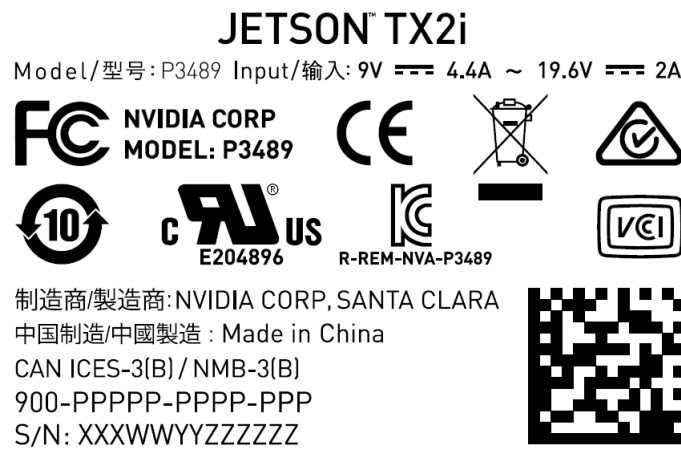 JETSON™ TX2i
Model/型号: P3489 Input/输入: 9V ⎓ 4.4A ~ 19.6V ⎓ 2A
FC NVIDIA CORP
MODEL: P3489
CE
10
c RU® US
E204896
R-REM-NVA-P3489
VCI
制造商/製造商: NVIDIA CORP, SANTA CLARA
中国制造/中國製造 : Made in China
CAN ICES-3(B) / NMB-3(B)
900-PPPPP-PPPP-PPP
S/N: XXXWWYYZZZZZZ